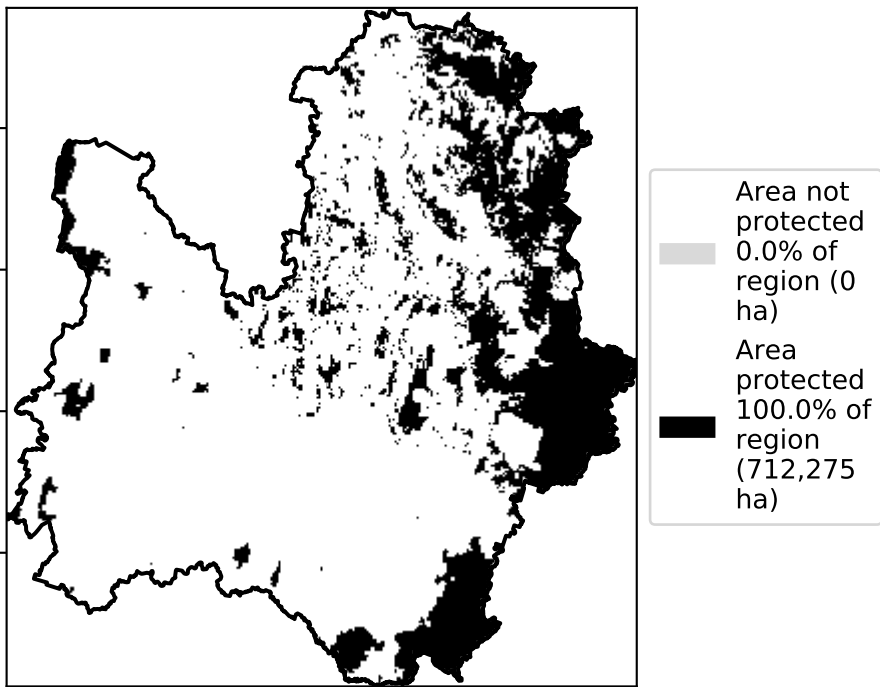 Area not
protected
0.0% of
region (0
ha)
Area
protected
100.0% of
region
(712,275
ha)